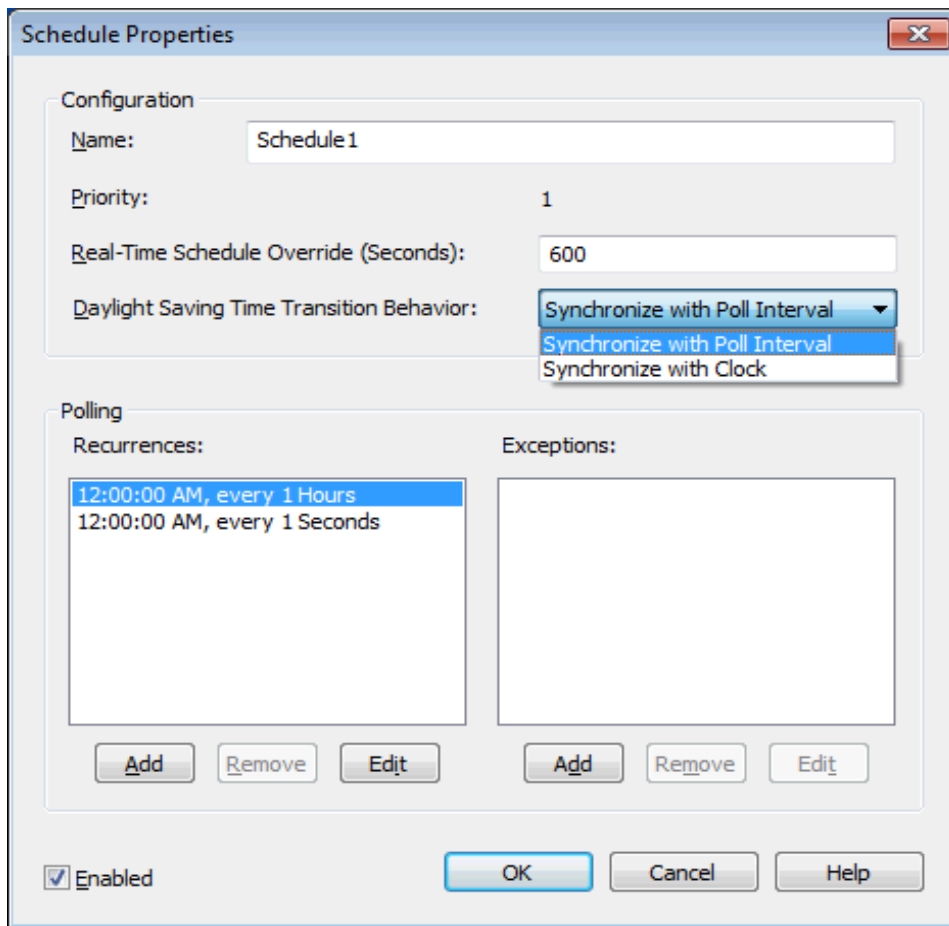 Schedule Properties
Configuration
Name: Schedule1
Priority: 1
Real-Time Schedule Override (Seconds): 600
Daylight Saving Time Transition Behavior: Synchronize with Poll Interval
Synchronize with Poll Interval
Synchronize with Clock
Polling
Recurrences: Exceptions:
12:00:00 AM, every 1 Hours
12:00:00 AM, every 1 Seconds
Add Remove Edit Add Remove Edit
Enabled OK Cancel Help